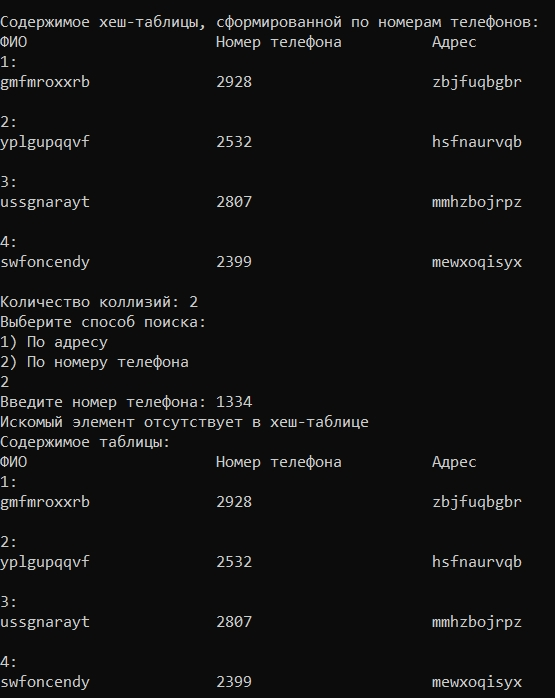 Содержимое хеш-таблицы, сформированной по номерам телефонов:
ФИО Номер телефона Адрес
1:
gmfmroxxrb 2928 zbjfuqbgbr
2:
yplgupqqvf 2532 hsfnaurvqb
3:
ussgnarayt 2807 mmhzbojrpz
4:
swfoncendy 2399 mewxoqisyx
Количество коллизий: 2
Выберите способ поиска:
1) По адресу
2) По номеру телефона
2
Введите номер телефона: 1334
Искомый элемент отсутствует в хеш-таблице
Содержимое таблицы:
ФИО Номер телефона Адрес
1:
gmfmroxxrb 2928 zbjfuqbgbr
2:
yplgupqqvf 2532 hsfnaurvqb
3:
ussgnarayt 2807 mmhzbojrpz
4:
swfoncendy 2399 mewxoqisyx